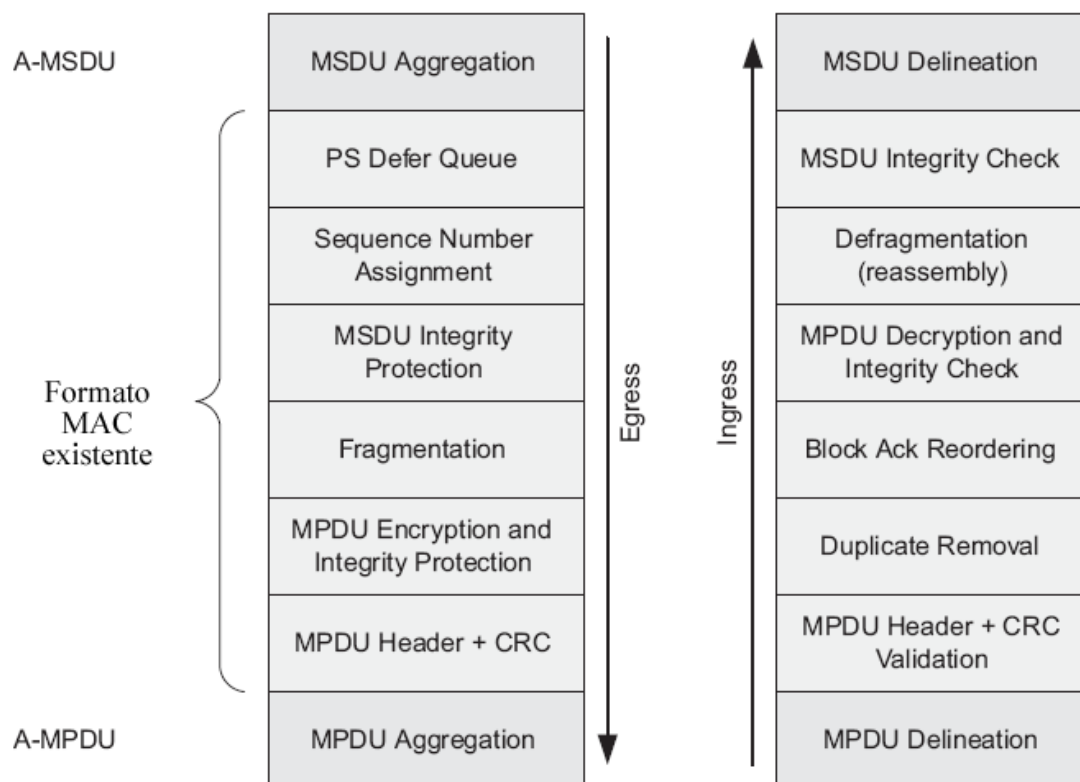 A-MSDU
MSDU Aggregation
MSDU Delineation
PS Defer Queue
MSDU Integrity Check
Sequence Number
Assignment
Defragmentation
(reassembly)
MSDU Integrity
Protection
MPDU Decryption and
Integrity Check
Formato
MAC
existente
Egress
Ingress
Fragmentation
Block Ack Reordering
MPDU Encryption and
Integrity Protection
Duplicate Removal
MPDU Header + CRC
MPDU Header + CRC
Validation
A-MPDU
MPDU Aggregation
MPDU Delineation